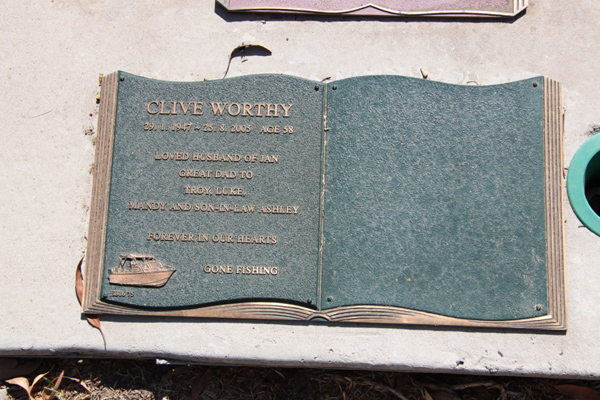 CLIVE WORTHY
29. 1. 1947 – 25. 8. 2005 AGE 58
LOVED HUSBAND OF JAN
GREAT DAD TO
TROY, LUKE,
MANDY AND SON-IN-LAW ASHLEY
FOREVER IN OUR HEARTS
GONE FISHING